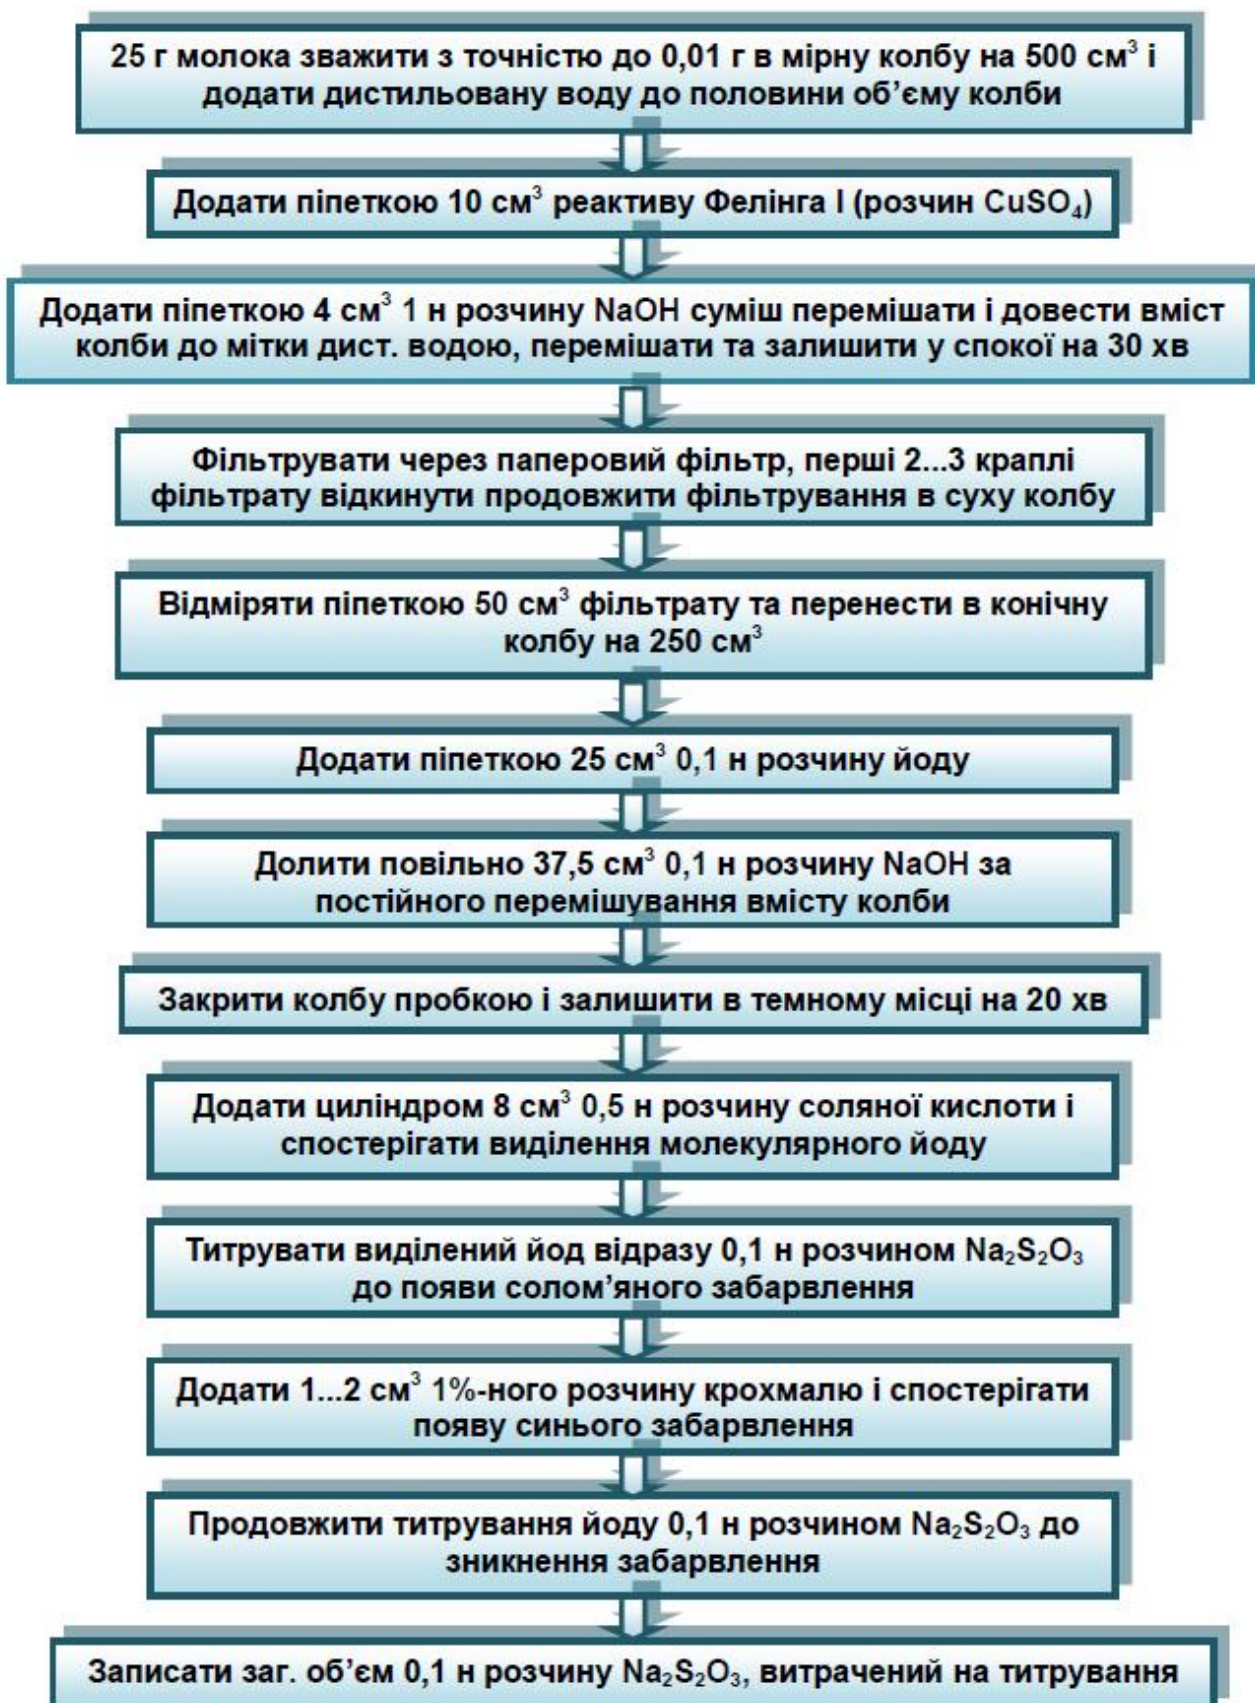 25 г молока зважити з точністю до 0,01 г в мірну колбу на 500 см³ і
додати дистильовану воду до половини об’єму колби
Додати піпеткою 10 см³ реактиву Фелінга І (розчин CuSO₄)
Додати піпеткою 4 см³ 1 н розчину NaOH суміш перемішати і довести вміст
колби до мітки дист. водою, перемішати та залишити у спокої на 30 хв
Фільтрувати через паперовий фільтр, перші 2...3 краплі
фільтрату відкинути продовжити фільтрування в суху колбу
Відміряти піпеткою 50 см³ фільтрату та перенести в конічну
колбу на 250 см³
Додати піпеткою 25 см³ 0,1 н розчину йоду
Долити повільно 37,5 см³ 0,1 н розчину NaOH за
постійного перемішування вмісту колби
Закрити колбу пробкою і залишити в темному місці на 20 хв
Додати циліндром 8 см³ 0,5 н розчину соляної кислоти і
спостерігати виділення молекулярного йоду
Титрувати виділений йод відразу 0,1 н розчином Na₂S₂O₃
до появи солом’яного забарвлення
Додати 1...2 см³ 1%-ного розчину крохмалю і спостерігати
появу синього забарвлення
Продовжити титрування йоду 0,1 н розчином Na₂S₂O₃ до
зникнення забарвлення
Записати заг. об’єм 0,1 н розчину Na₂S₂O₃, витрачений на титрування